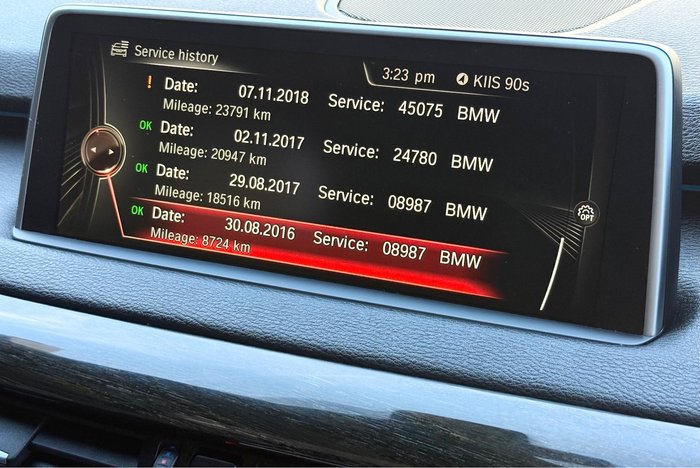 Service history
3:23 pm KIIS 90s
! Date: 07.11.2018 Service: 45075 BMW
Mileage: 23791 km
OK Date: 02.11.2017 Service: 24780 BMW
Mileage: 20947 km
OK Date: 29.08.2017 Service: 08987 BMW
Mileage: 18516 km
OK Date: 30.08.2016 Service: 08987 BMW
Mileage: 8724 km
OFF